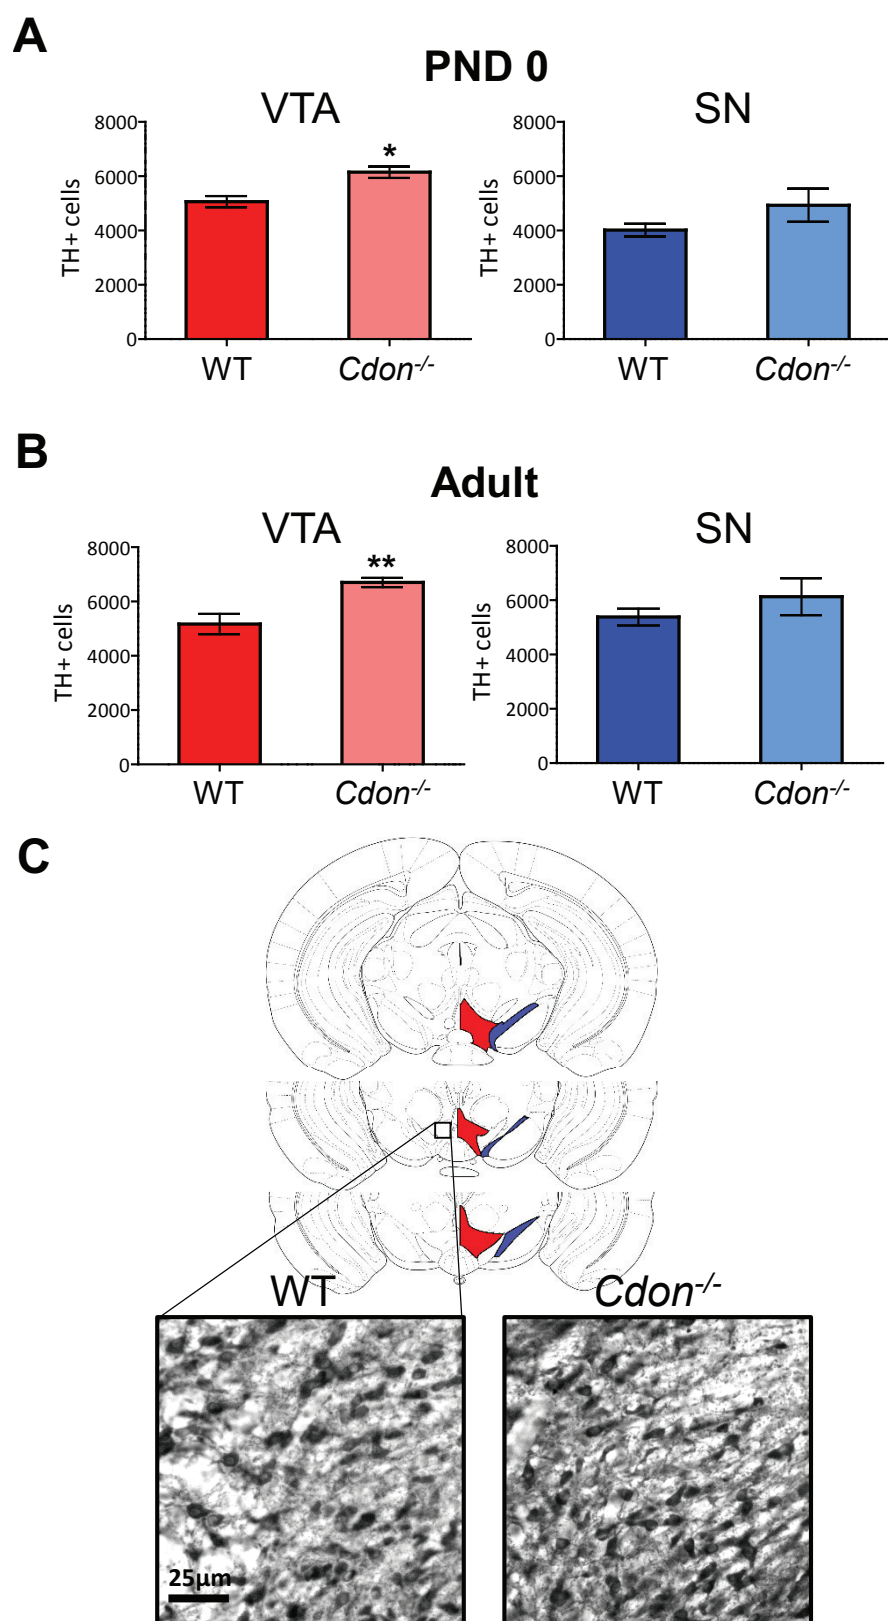 A
PND 0
VTA
SN
TH+ cells
8000
6000
4000
2000
0
*
WT
Cdon-/-
TH+ cells
8000
6000
4000
2000
0
WT
Cdon-/-
B
Adult
VTA
SN
TH+ cells
8000
6000
4000
2000
0
**
WT
Cdon-/-
TH+ cells
8000
6000
4000
2000
0
WT
Cdon-/-
C
WT
Cdon-/-
25μm